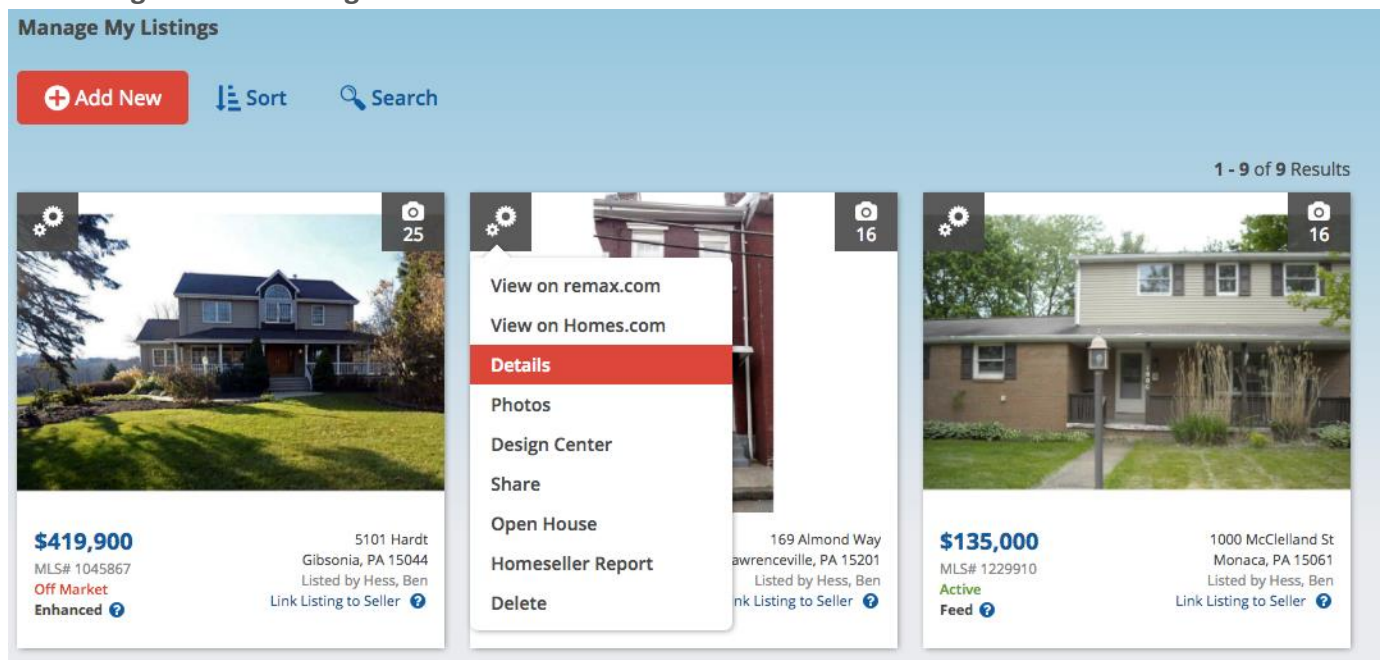 Manage My Listings
Add New
Sort
Search
1 - 9 of 9 Results
25
16
16
View on remax.com
View on Homes.com
Details
Photos
Design Center
Share
Open House
Homeseller Report
Delete
$419,900
5101 Hardt
MLS# 1045867
Gibsonia, PA 15044
Off Market
Listed by Hess, Ben
Enhanced
Link Listing to Seller
169 Almond Way
awrenceville, PA 15201
Listed by Hess, Ben
nk Listing to Seller
$135,000
1000 McClelland St
MLS# 1229910
Monaca, PA 15061
Active
Listed by Hess, Ben
Feed
Link Listing to Seller